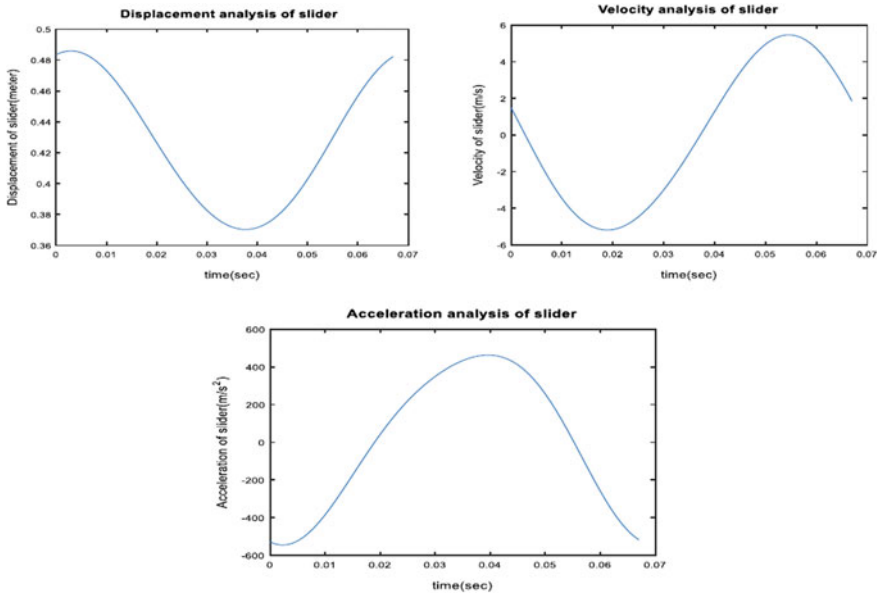 Displacement analysis of slider
0.5
0.48
0.46
0.44
0.42
0.4
0.38
0.36
Displacement of slider(meter)
0 0.01 0.02 0.03 0.04 0.05 0.06 0.07
time(sec)
Velocity analysis of slider
6
4
2
0
-2
-4
-6
Velocity of slider(m/s)
0 0.01 0.02 0.03 0.04 0.05 0.06 0.07
time(sec)
Acceleration analysis of slider
600
400
200
0
-200
-400
-600
Acceleration of slider(m/s²)
0 0.01 0.02 0.03 0.04 0.05 0.06 0.07
time(sec)